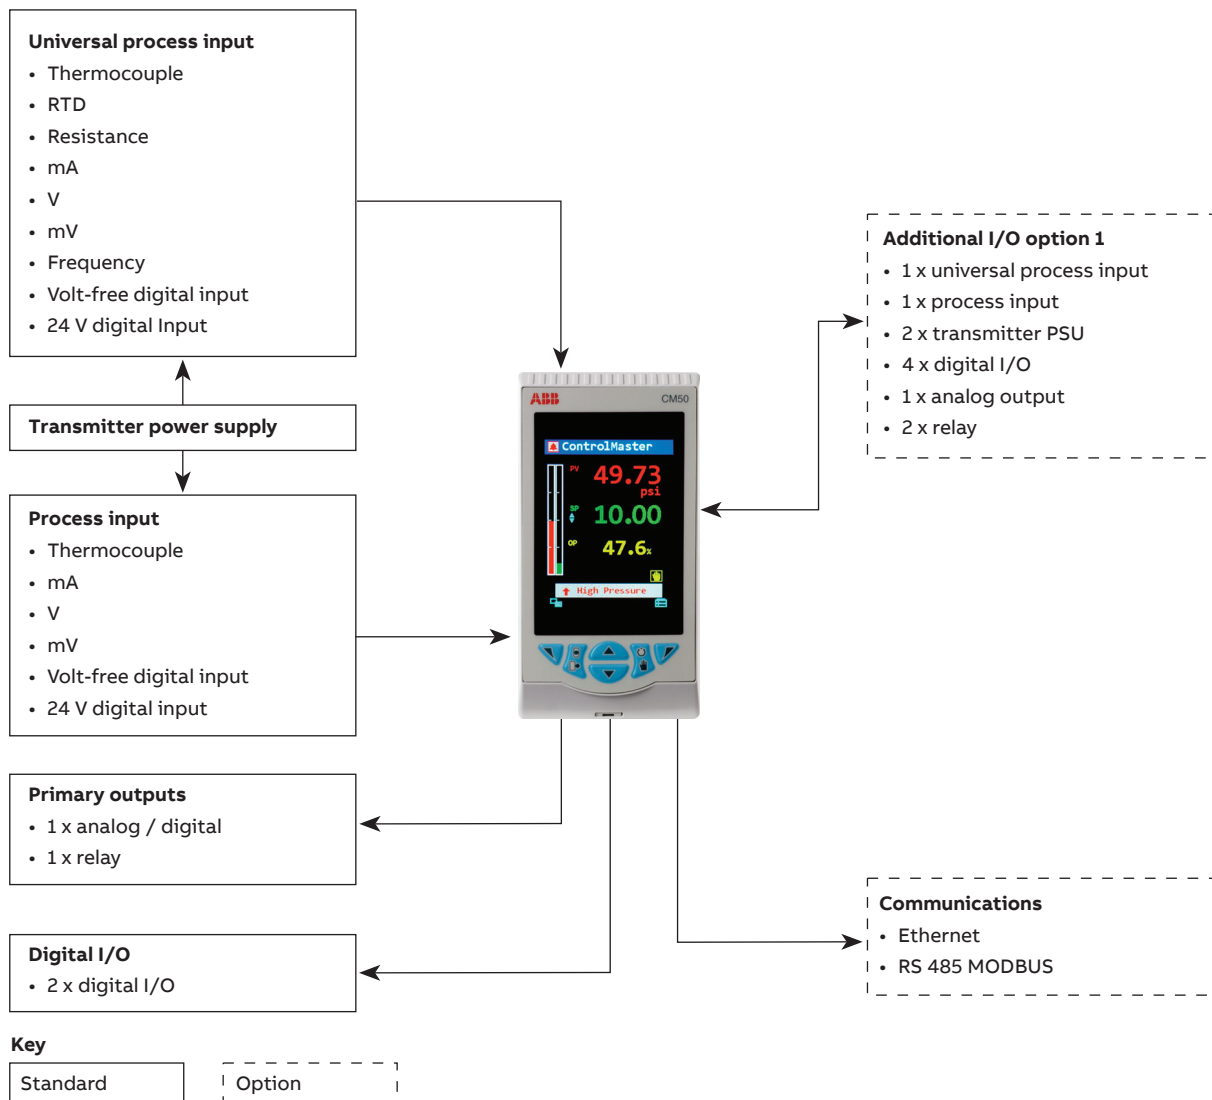 Universal process input
• Thermocouple
• RTD
• Resistance
• mA
• V
• mV
• Frequency
• Volt-free digital input
• 24 V digital Input
Transmitter power supply
Process input
• Thermocouple
• mA
• V
• mV
• Volt-free digital input
• 24 V digital input
Primary outputs
• 1 x analog / digital
• 1 x relay
Digital I/O
• 2 x digital I/O
ABB CM50
ControlMaster
PV 49.73
psi
SP 10.00
OP 47.6%
High Pressure
Additional I/O option 1
• 1 x universal process input
• 1 x process input
• 2 x transmitter PSU
• 4 x digital I/O
• 1 x analog output
• 2 x relay
Communications
• Ethernet
• RS 485 MODBUS
Key
Standard
Option